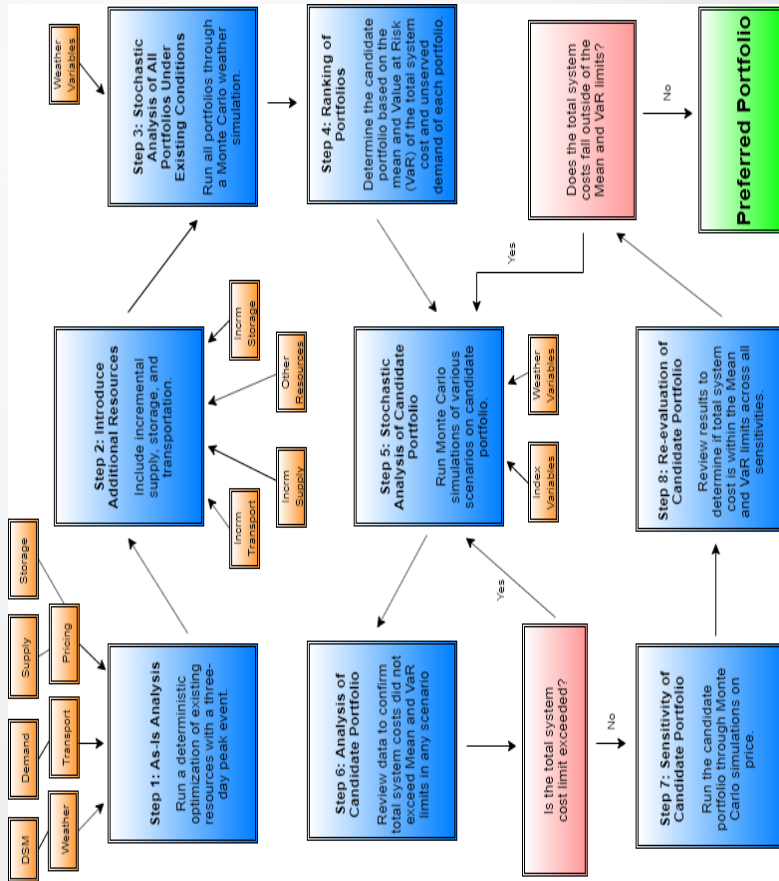 DSM
Demand
Supply
Storage
Weather
Transport
Pricing
Step 1: As-Is Analysis
Run a deterministic
optimization of existing
resources with a three-
day peak event.
Step 2: Introduce
Additional Resources
Include incremental
supply, storage, and
transportation.
Incrm
Transport
Incrm
Supply
Other
Resources
Incrm
Storage
Weather
Variables
Step 3: Stochastic
Analysis of All
Portfolios Under
Existing Conditions
Run all portfolios through
a Monte Carlo weather
simulation.
Step 4: Ranking of
Portfolios
Determine the candidate
portfolio based on the
mean and Value at Risk
(VaR) of the total system
cost and unserved
demand of each portfolio.
Step 5: Stochastic
Analysis of Candidate
Portfolio
Run Monte Carlo
simulations of various
scenarios on candidate
portfolio.
Index
Variables
Weather
Variables
Step 6: Analysis of
Candidate Portfolio
Review data to confirm
total system costs did not
exceed Mean and VaR
limits in any scenario
Is the total system
cost limit exceeded?
Yes
No
Step 7: Sensitivity of
Candidate Portfolio
Run the candidate
portfolio through Monte
Carlo simulations on
price.
Step 8: Re-evaluation of
Candidate Portfolio
Review results to
determine if total system
cost is within the Mean
and VaR limits across all
sensitivities.
Does the total system
costs fall outside of the
Mean and VaR limits?
Yes
No
Preferred Portfolio